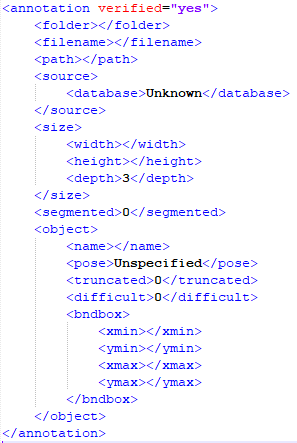 <annotation verified="yes">
    <folder></folder>
    <filename></filename>
    <path></path>
    <source>
        <database>Unknown</database>
    </source>
    <size>
        <width></width>
        <height></height>
        <depth>3</depth>
    </size>
    <segmented>0</segmented>
    <object>
        <name></name>
        <pose>Unspecified</pose>
        <truncated>0</truncated>
        <difficult>0</difficult>
        <bndbox>
            <xmin></xmin>
            <ymin></ymin>
            <xmax></xmax>
            <ymax></ymax>
        </bndbox>
    </object>
</annotation>